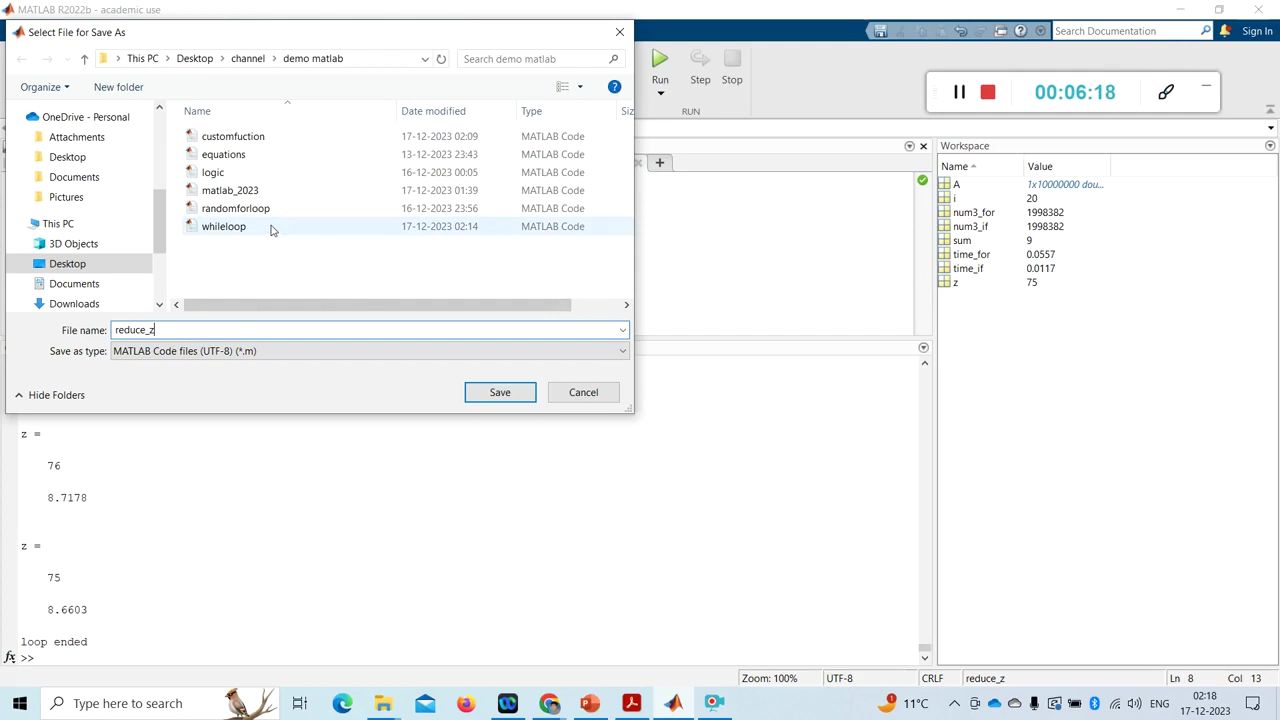 MATLAB R2022b - academic use
Select File for Save As
Search Documentation
Sign In
This PC > Desktop > channel > demo matlab
Search demo matlab
Run
Step
Stop
RUN
00:06:18
Organize
New folder
Name
Date modified
Type
Siz
OneDrive - Personal
Attachments
Desktop
Documents
Pictures
This PC
3D Objects
Desktop
Documents
Downloads
customfuction 17-12-2023 02:09 MATLAB Code
equations 13-12-2023 23:43 MATLAB Code
logic 16-12-2023 00:05 MATLAB Code
matlab_2023 17-12-2023 01:39 MATLAB Code
randomforloop 16-12-2023 23:56 MATLAB Code
whileloop 17-12-2023 02:14 MATLAB Code
File name: reduce_z
Save as type: MATLAB Code files (UTF-8) (*.m)
Hide Folders
Save
Cancel
Workspace
Name Value
A 1x10000000 dou...
i 20
num3_for 1998382
num3_if 1998382
sum 9
time_for 0.0557
time_if 0.0117
z 75
z =
76
8.7178
z =
75
8.6603
loop ended
fx >>
Zoom: 100%
UTF-8
CRLF
reduce_z
Ln 8
Col 13
Type here to search
11°C
ENG
02:18
17-12-2023